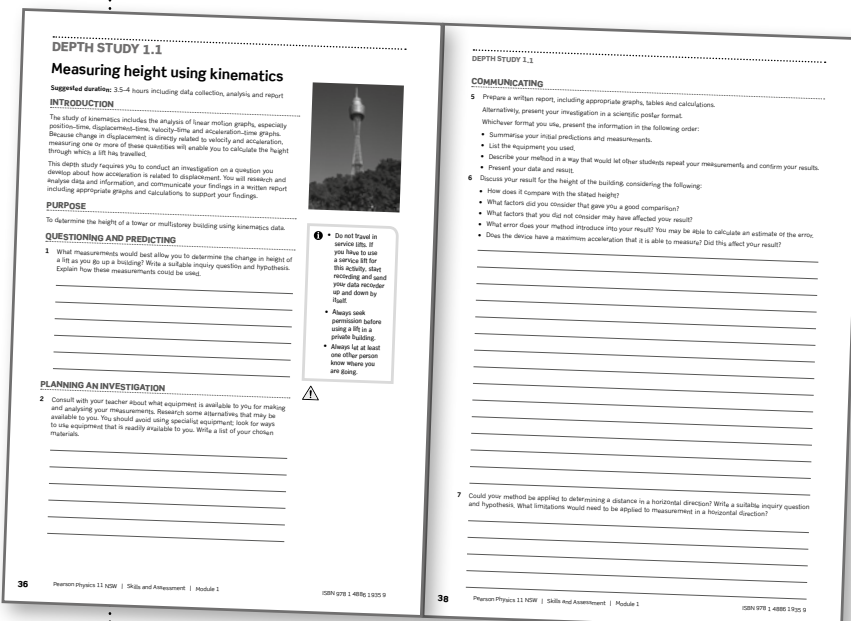 DEPTH STUDY 1.1
Measuring height using kinematics
Suggested duration: 3.5–4 hours including data collection, analysis and report
INTRODUCTION
The study of kinematics includes the analysis of linear motion graphs, especially
position–time, displacement–time, velocity–time and acceleration–time graphs.
Because change in displacement is directly related to velocity and acceleration,
measuring one or more of these quantities will enable you to calculate the height
through which a lift has travelled.
This depth study requires you to conduct an investigation on a question you
develop about how acceleration is related to displacement. You will research and
analyse data and information, and communicate your findings in a written report
including appropriate graphs and calculations to support your findings.
PURPOSE
To determine the height of a tower or multistorey building using kinematics data.
QUESTIONING AND PREDICTING
1 What measurements would best allow you to determine the change in height of
a lift as you go up a building? Write a suitable inquiry question and hypothesis.
Explain how these measurements could be used.
PLANNING AN INVESTIGATION
2 Consult with your teacher about what equipment is available to you for making
and analysing your measurements. Research some alternatives that may be
available to you. You should avoid using specialist equipment; look for ways
to use equipment that is readily available to you. Write a list of your chosen
materials.
• Do not travel in
service lifts. If
you have to use
a service lift for
this activity, start
recording and send
your data recorder
up and down by
itself.
• Always seek
permission before
using a lift in a
private building.
• Always let at least
one other person
know where you
are going.
36 Pearson Physics 11 NSW | Skills and Assessment | Module 1
ISBN 978 1 4886 1935 9
DEPTH STUDY 1.1
COMMUNICATING
5 Prepare a written report, including appropriate graphs, tables and calculations.
Alternatively, present your investigation in a scientific poster format.
Whichever format you use, present the information in the following order:
• Summarise your initial predictions and measurements.
• List the equipment you used.
• Describe your method in a way that would let other students repeat your measurements and confirm your results.
• Present your data and result.
6 Discuss your result for the height of the building, considering the following:
• How does it compare with the stated height?
• What factors did you consider that gave you a good comparison?
• What factors that you did not consider may have affected your result?
• What error does your method introduce into your result? You may be able to calculate an estimate of the error.
• Does the device have a maximum acceleration that it is able to measure? Did this affect your result?
7 Could your method be applied to determining a distance in a horizontal direction? Write a suitable inquiry question
and hypothesis. What limitations would need to be applied to measurement in a horizontal direction?
38 Pearson Physics 11 NSW | Skills and Assessment | Module 1
ISBN 978 1 4886 1935 9